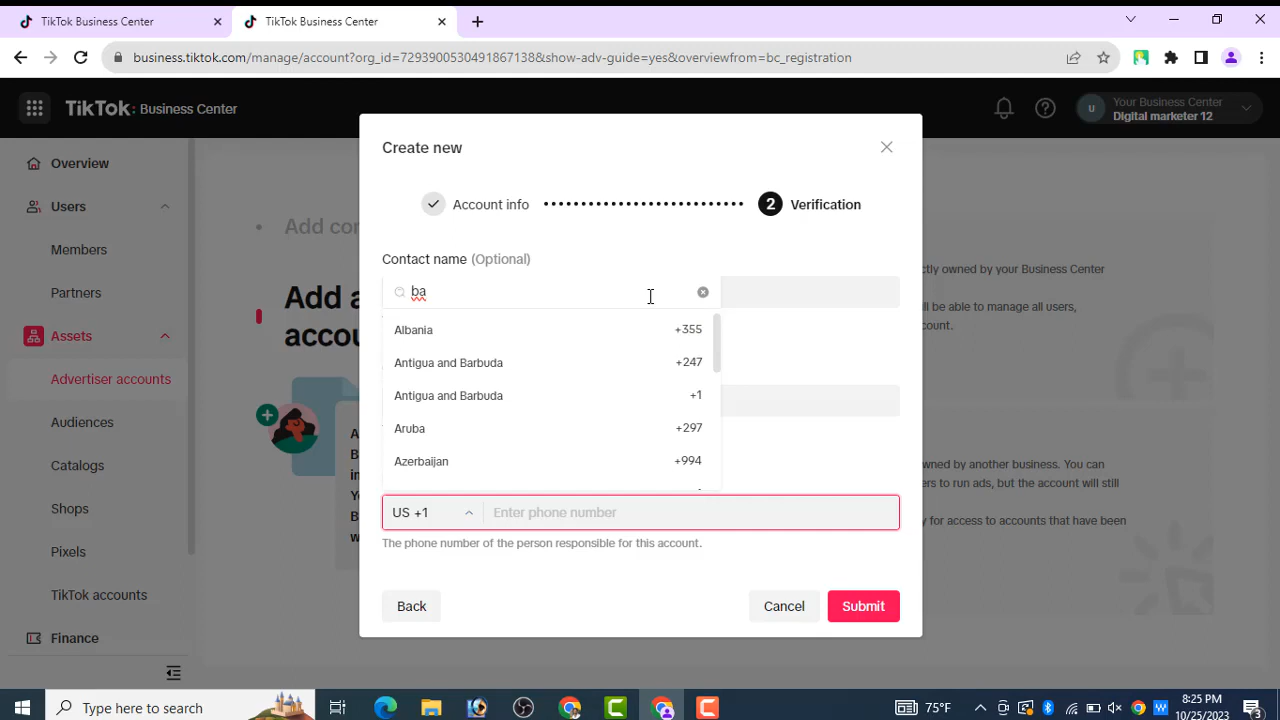 TikTok Business Center
TikTok Business Center
business.tiktok.com/manage/account?org_id=7293900530491867138&show-adv-guide=yes&overviewfrom=bc_registration
TikTok: Business Center
U
Your Business Center
Digital marketer 12
Overview
Users
Members
Partners
Assets
Advertiser accounts
Audiences
Catalogs
Shops
Pixels
TikTok accounts
Finance
Add con
Add a
accou
Create new
Account info
2 Verification
Contact name (Optional)
ba
Albania +355
Antigua and Barbuda +247
Antigua and Barbuda +1
Aruba +297
Azerbaijan +994
US +1 Enter phone number
The phone number of the person responsible for this account.
Back
Cancel
Submit
ctly owned by your Business Center
ill be able to manage all users,
count.
wned by another business. You can
ers to run ads, but the account will still
y for access to accounts that have been
Type here to search
75°F
8:25 PM
10/25/2023
3